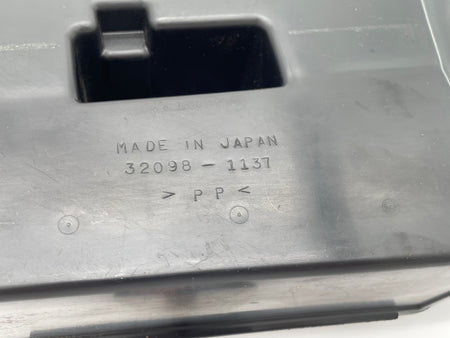 MADE IN JAPAN
32098-1137
> PP <